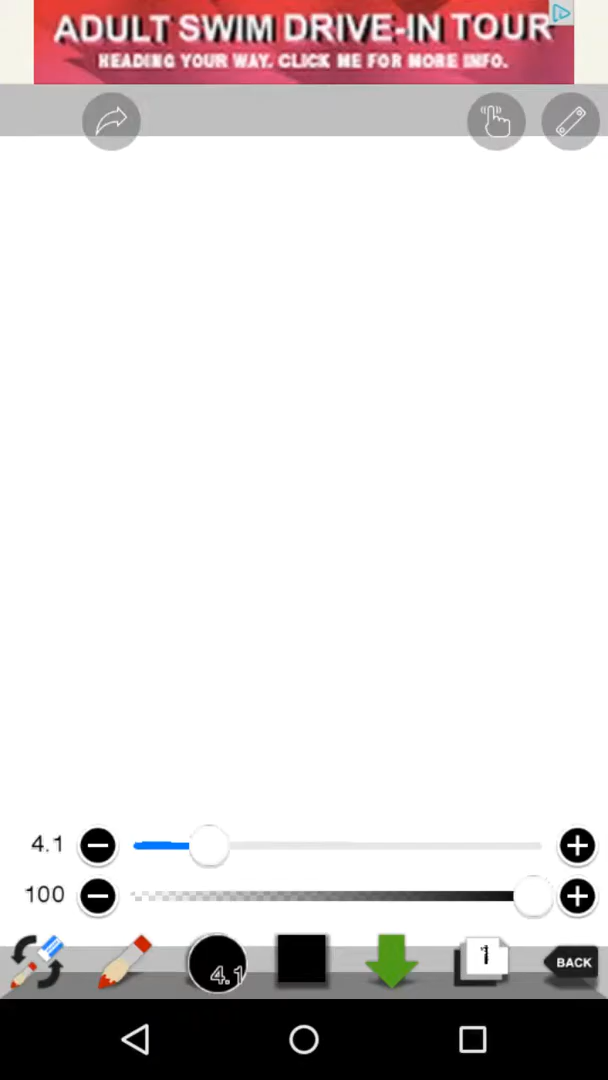 ADULT SWIM DRIVE-IN TOUR
HEADING YOUR WAY. CLICK ME FOR MORE INFO.
4.1
100
4.1
1
BACK